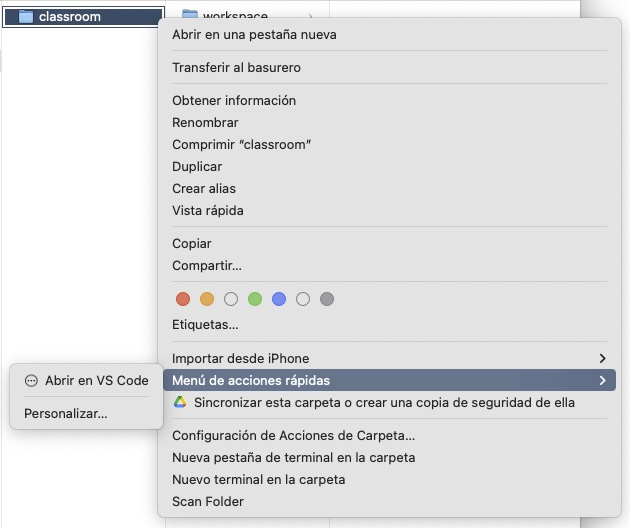 classroom
workspace
Abrir en una pestaña nueva
Transferir al basurero
Obtener información
Renombrar
Comprimir “classroom”
Duplicar
Crear alias
Vista rápida
Copiar
Compartir...
Etiquetas...
Importar desde iPhone
Menú de acciones rápidas
Abrir en VS Code
Personalizar...
Sincronizar esta carpeta o crear una copia de seguridad de ella
Configuración de Acciones de Carpeta...
Nueva pestaña de terminal en la carpeta
Nuevo terminal en la carpeta
Scan Folder